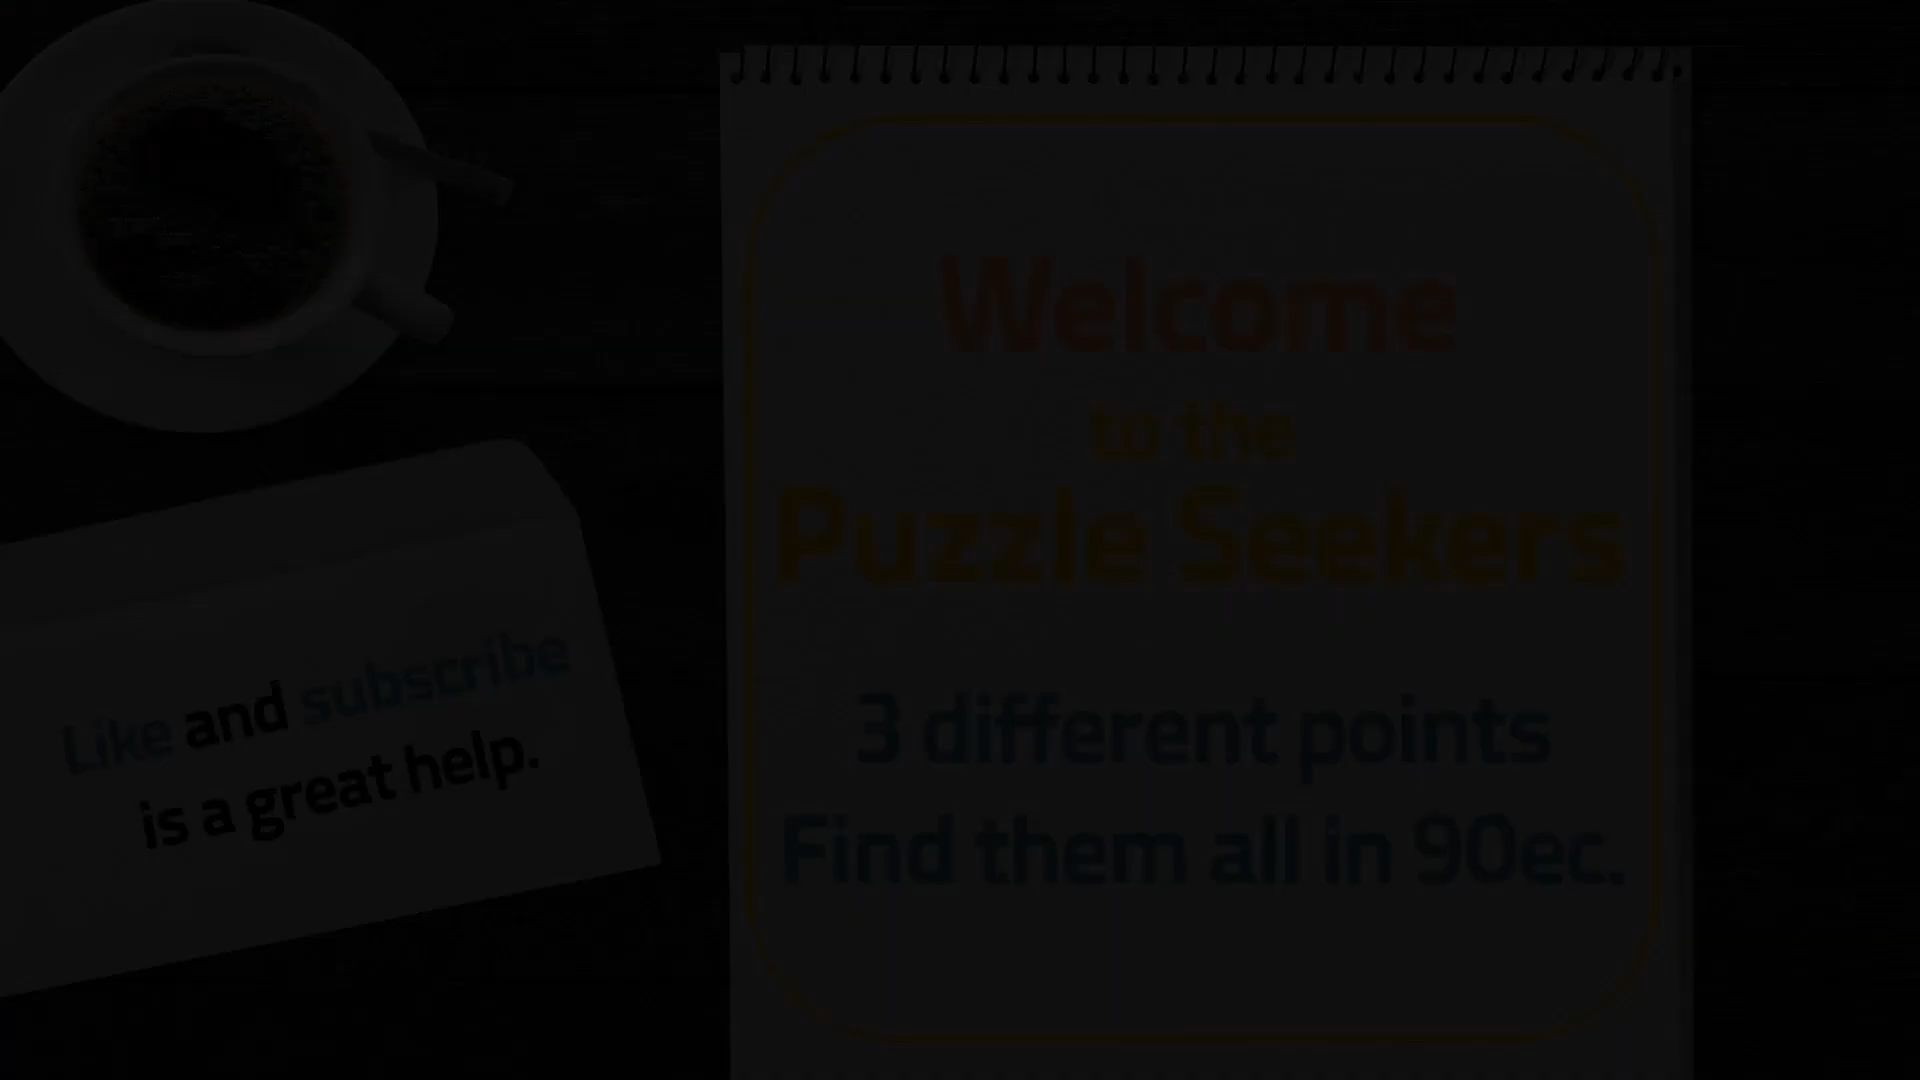 Welcome
to the
Puzzle Seekers
3 different points
Find them all in 90ec.
Like and subscribe
is a great help.